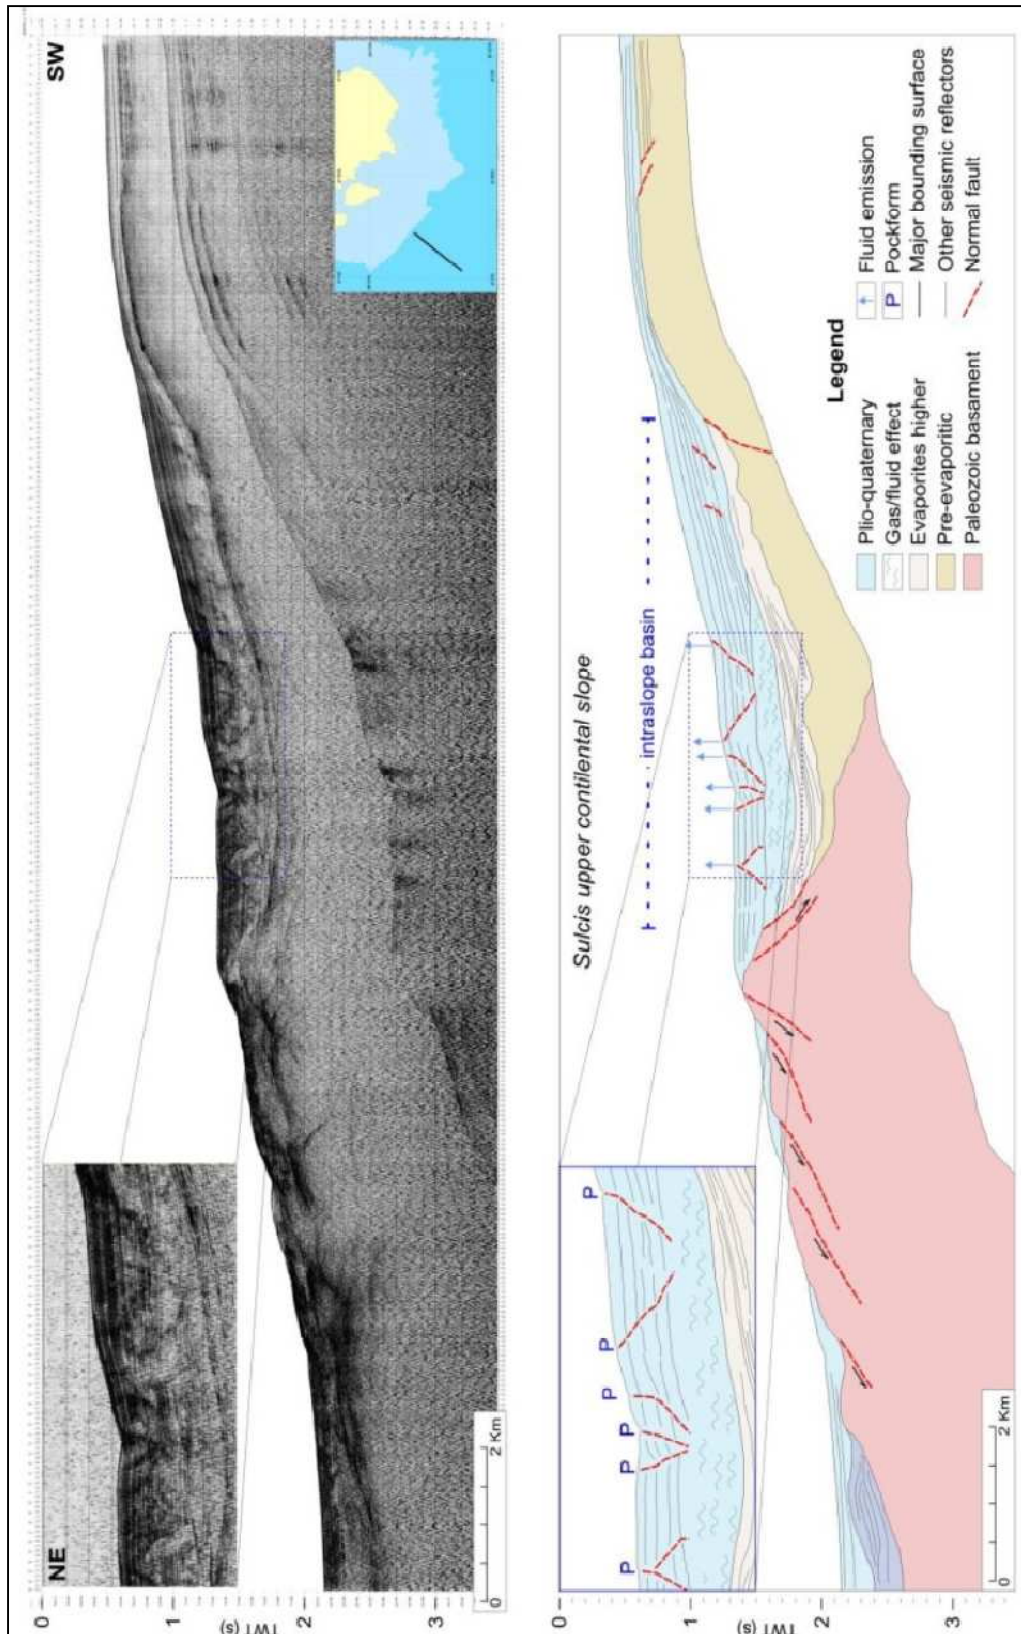 SW
NE
0
1
2
3
TWT (s)
0
2 Km
Sulcis upper contilental slope
intraslope basin
P
P
P
P
P
P
0
1
2
3
TWT (s)
0
2 Km
Legend
Plio-quaternary
Gas/fluid effect
Evaporites higher
Pre-evaporitic
Paleozoic basament
Fluid emission
P
Pockform
Major bounding surface
Other seismic reflectors
Normal fault